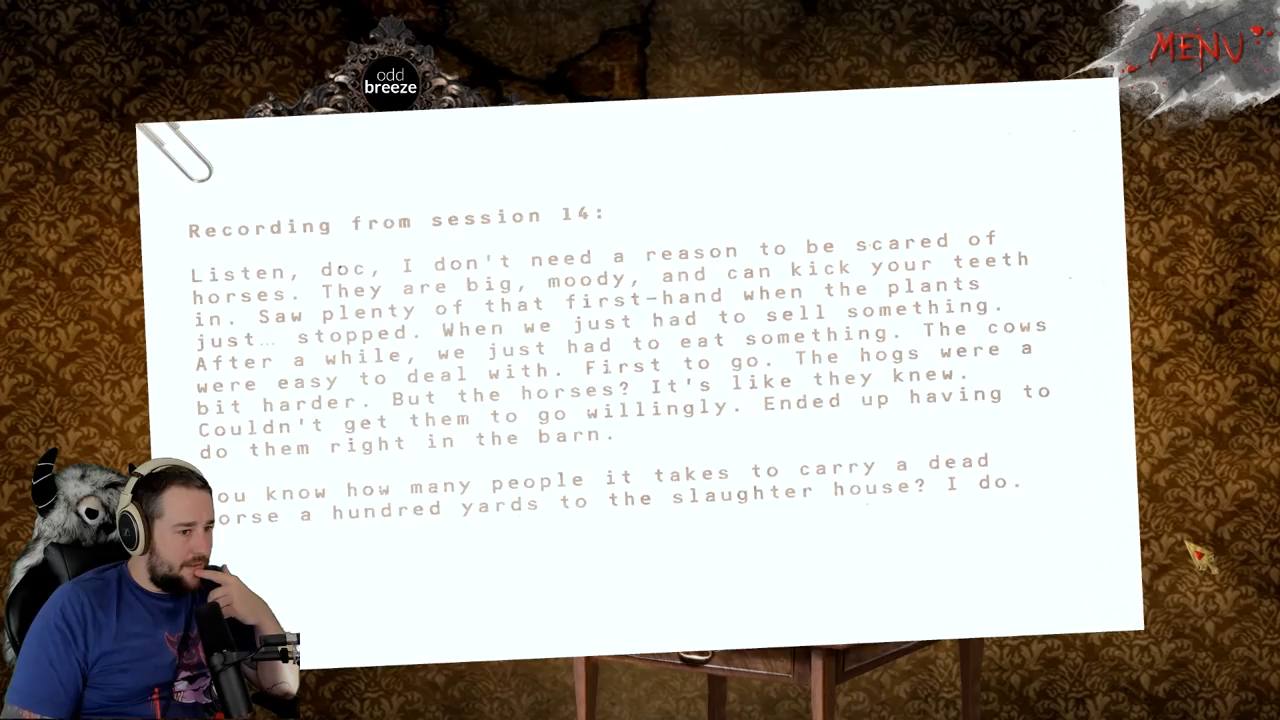 odd
breeze
MENU
Recording from session 14:
Listen, doc, I don't need a reason to be scared of
horses. They are big, moody, and can kick your teeth
in. Saw plenty of that first-hand when the plants
just… stopped. When we just had to sell something.
After a while, we just had to eat something. The cows
were easy to deal with. First to go. The hogs were a
bit harder. But the horses? It's like they knew.
Couldn't get them to go willingly. Ended up having to
do them right in the barn.
ou know how many people it takes to carry a dead
orse a hundred yards to the slaughter house? I do.